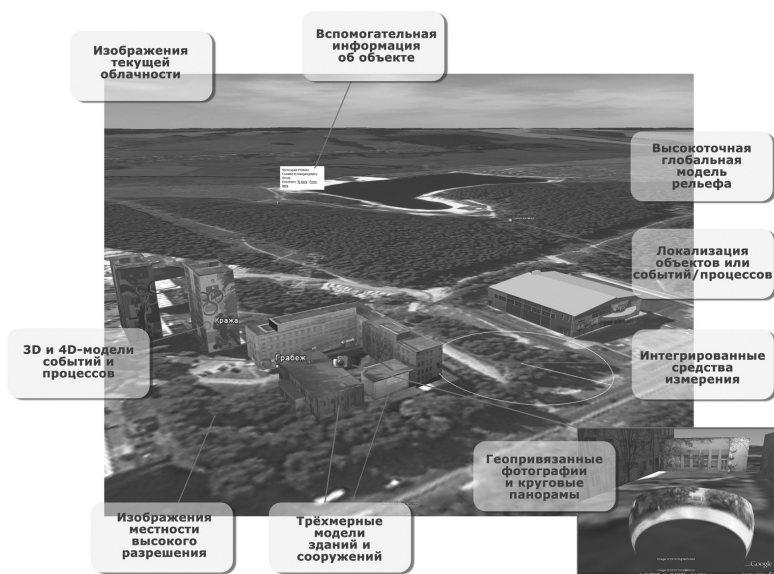 Изображения
текущей
облачности
Вспомогательная
информация
об объекте
Высокоточная
глобальная
модель
рельефа
Локализация
объектов или
событий/процессов
Кража
Грабеж
3D и 4D-модели
событий и
процессов
Интегрированные
средства
измерения
Геопривязанные
фотографии
и круговые
панорамы
Изображения
местности
высокого
разрешения
Трёхмерные
модели
зданий и
сооружений
Google